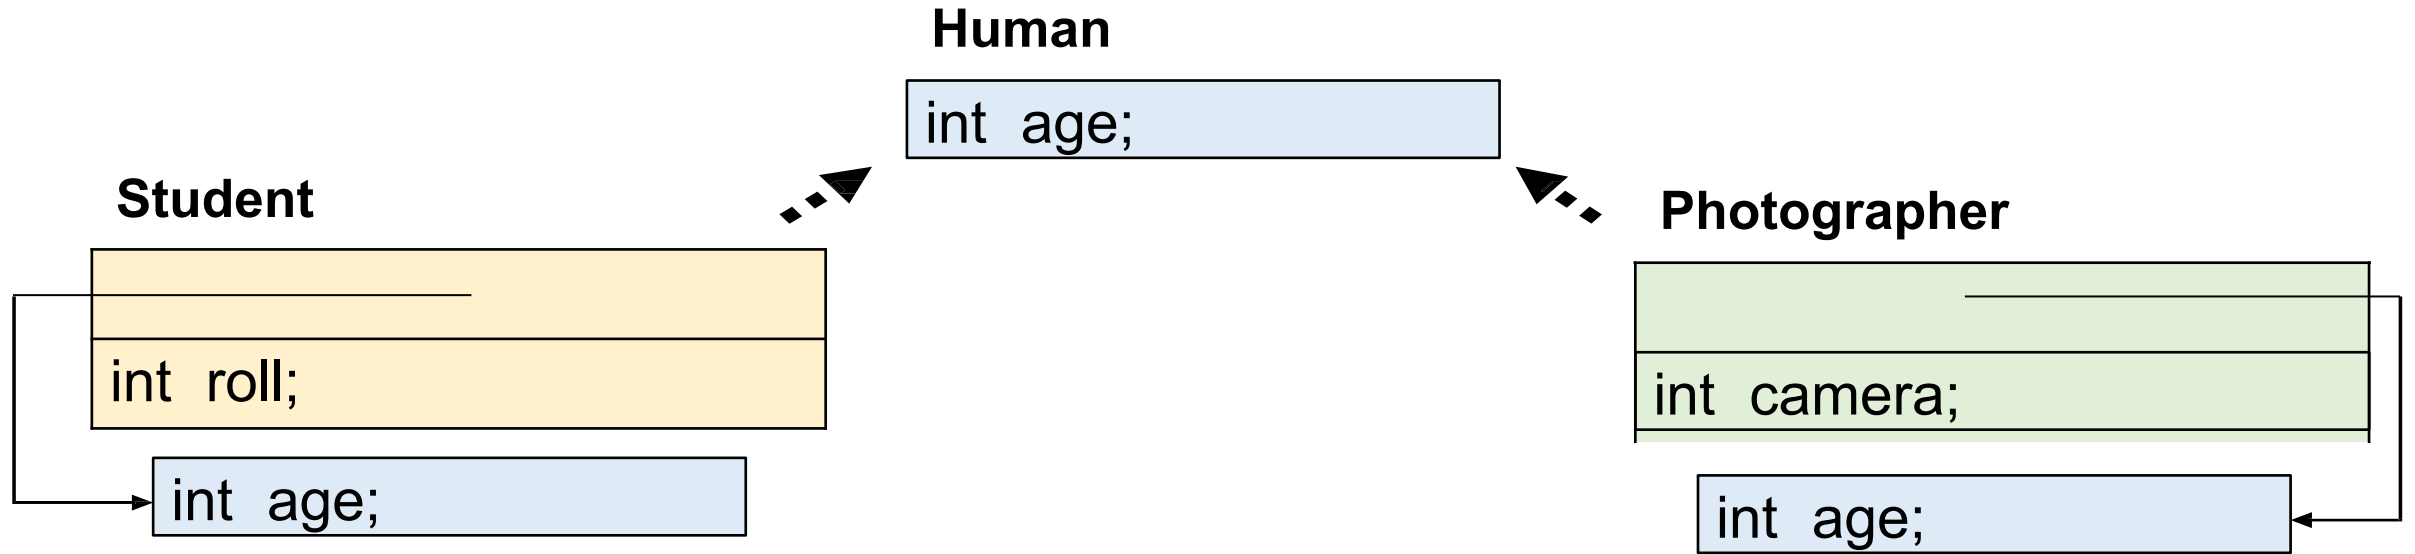 Human
int age;
Student
Photographer
int roll;
int camera;
int age;
int age;